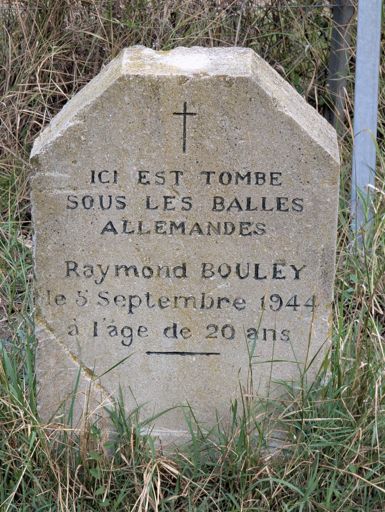 ICI EST TOMBE
SOUS LES BALLES
ALLEMANDES
Raymond BOULEY
le 5 Septembre 1944
à l'âge de 20 ans